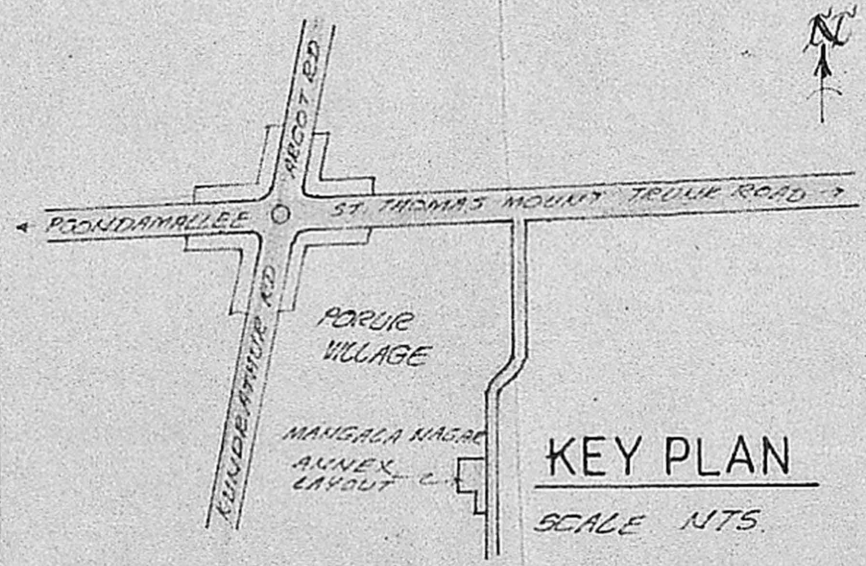 N
ARCOT RD
POONDAMALLEE
ST. THOMAS MOUNT TRUNK ROAD
KUNDRATHUR RD
PORUR
VILLAGE
MANGALA NAGAR
ANNEX
LAYOUT
KEY PLAN
SCALE NTS.